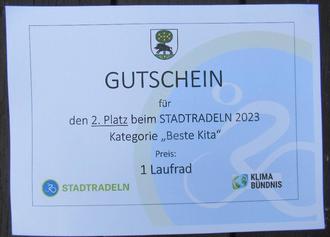 GUTSCHEIN
für
den 2. Platz beim STADTRADELN 2023
Kategorie „Beste Kita“
Preis:
1 Laufrad
STADTRADELN
KLIMA
BÜNDNIS